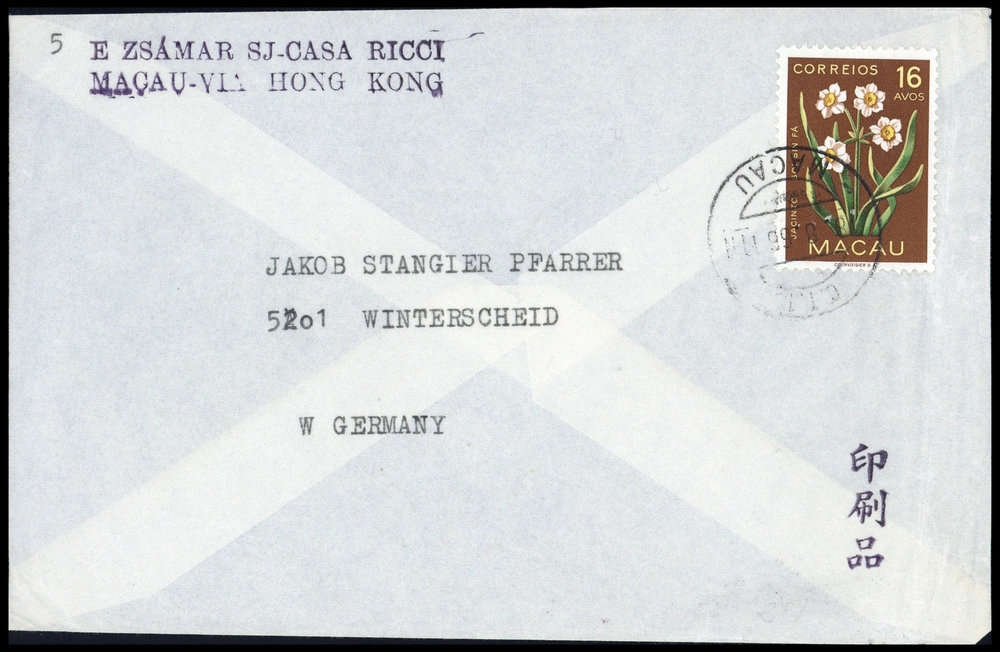 5
E ZSÁMAR SJ-CASA RICCI
MAÇAU-VIA HONG KONG
CORREIOS 16
AVOS
MACAU
MACAU
JAKOB STANGIER PFARRER
5201 WINTERSCHEID
W GERMANY
印刷品